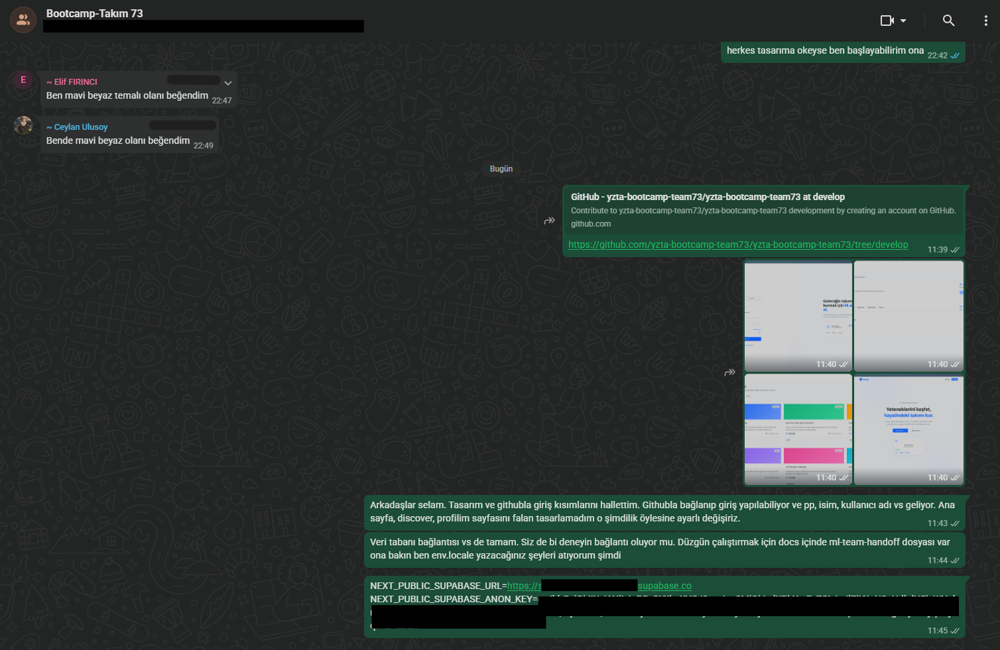 Bootcamp-Takım 73
herkes tasarıma okeyse ben başlayabilirim ona 22:42
E
~ Elif FIRINCI
Ben mavi beyaz temalı olanı beğendim 22:47
~ Ceylan Ulusoy
Bende mavi beyaz olanı beğendim 22:49
Bugün
GitHub - yzta-bootcamp-team73/yzta-bootcamp-team73 at develop
Contribute to yzta-bootcamp-team73/yzta-bootcamp-team73 development by creating an account on GitHub.
github.com
https://github.com/yzta-bootcamp-team73/yzta-bootcamp-team73/tree/develop 11:39
Geleceğin takım
kurmak için ilk a
at.
11:40
11:40
11:40
Yeteneklerini keşfet,
hayalindeki takımı kur.
11:40
Arkadaşlar selam. Tasarım ve githubla giriş kısımlarını hallettim. Githubla bağlanıp giriş yapılabiliyor ve pp, isim, kullanıcı adı vs geliyor. Ana
sayfa, discover, profilim sayfasını falan tasarlamadım o şimdilik öylesine ayarlı değişiriz. 11:43
Veri tabanı bağlantısı vs de tamam. Siz de bi deneyin bağlantı oluyor mu. Düzgün çalıştırmak için docs içinde ml-team-handoff dosyası var
ona bakın ben env.locale yazacağınız şeyleri atıyorum şimdi 11:44
NEXT_PUBLIC_SUPABASE_URL=https://s supabase.co
NEXT_PUBLIC_SUPABASE_ANON_KEY=
11:45